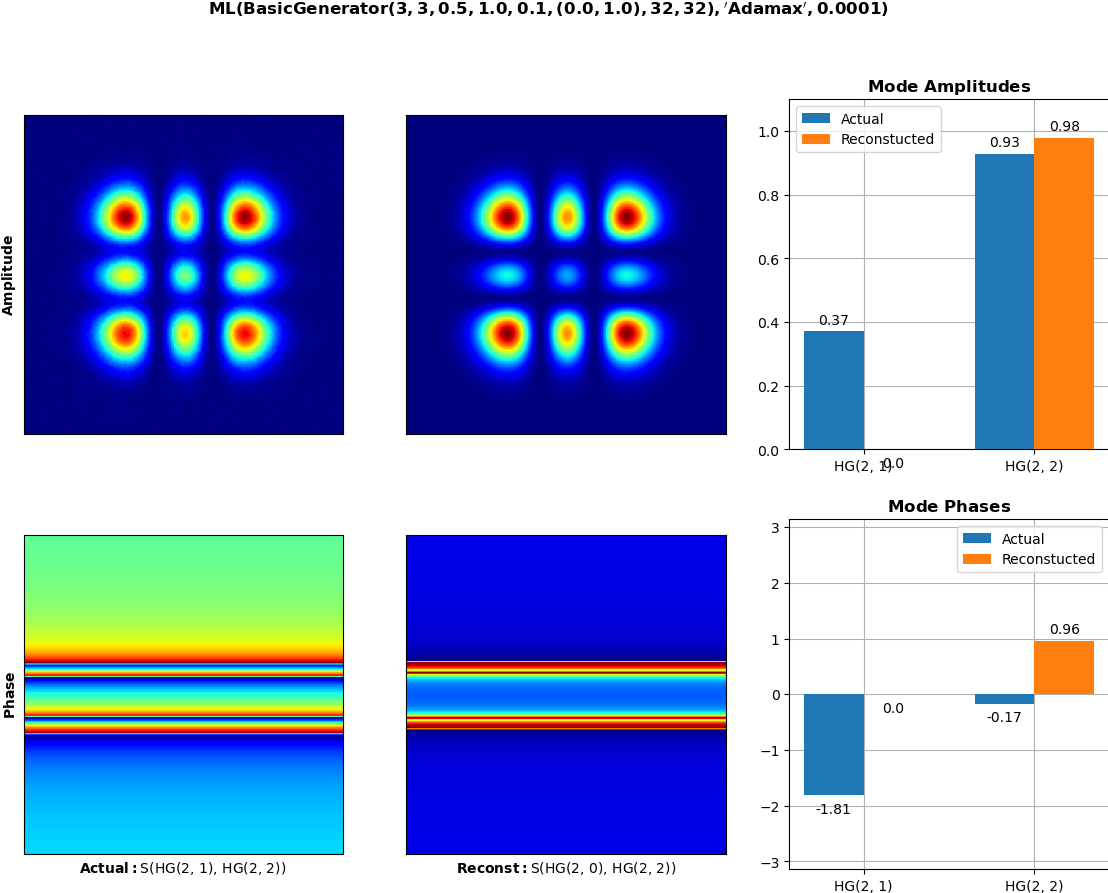 ML(BasicGenerator(3, 3, 0.5, 1.0, 0.1, (0.0, 1.0), 32, 32), 'Adamax', 0.0001)
Amplitude
Mode Amplitudes
Actual
Reconstucted
1.0
0.8
0.6
0.4
0.2
0.0
0.37
0.0
0.93
0.98
HG(2, 1)
HG(2, 2)
Phase
Actual: S(HG(2, 1), HG(2, 2))
Reconst: S(HG(2, 0), HG(2, 2))
Mode Phases
Actual
Reconstucted
3
2
1
0
−1
−2
−3
-1.81
0.0
-0.17
0.96
HG(2, 1)
HG(2, 2)